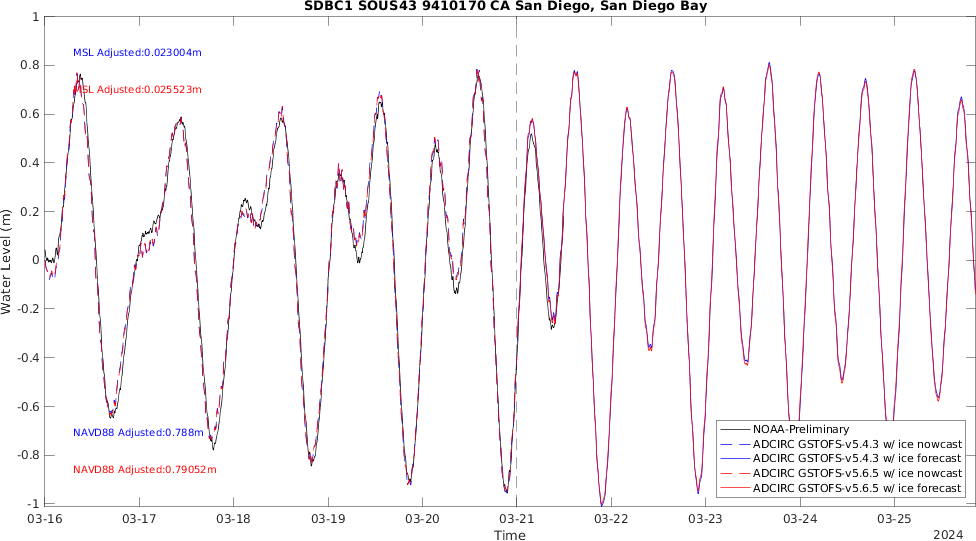 SDBC1 SOUS43 9410170 CA San Diego, San Diego Bay
1
0.8
0.6
0.4
0.2
0
-0.2
-0.4
-0.6
-0.8
-1
Water Level (m)
MSL Adjusted:0.023004m
MSL Adjusted:0.025523m
NAVD88 Adjusted:0.788m
NAVD88 Adjusted:0.79052m
NOAA-Preliminary
ADCIRC GSTOFS-v5.4.3 w/ ice nowcast
ADCIRC GSTOFS-v5.4.3 w/ ice forecast
ADCIRC GSTOFS-v5.6.5 w/ ice nowcast
ADCIRC GSTOFS-v5.6.5 w/ ice forecast
03-16 03-17 03-18 03-19 03-20 03-21 03-22 03-23 03-24 03-25
Time
2024